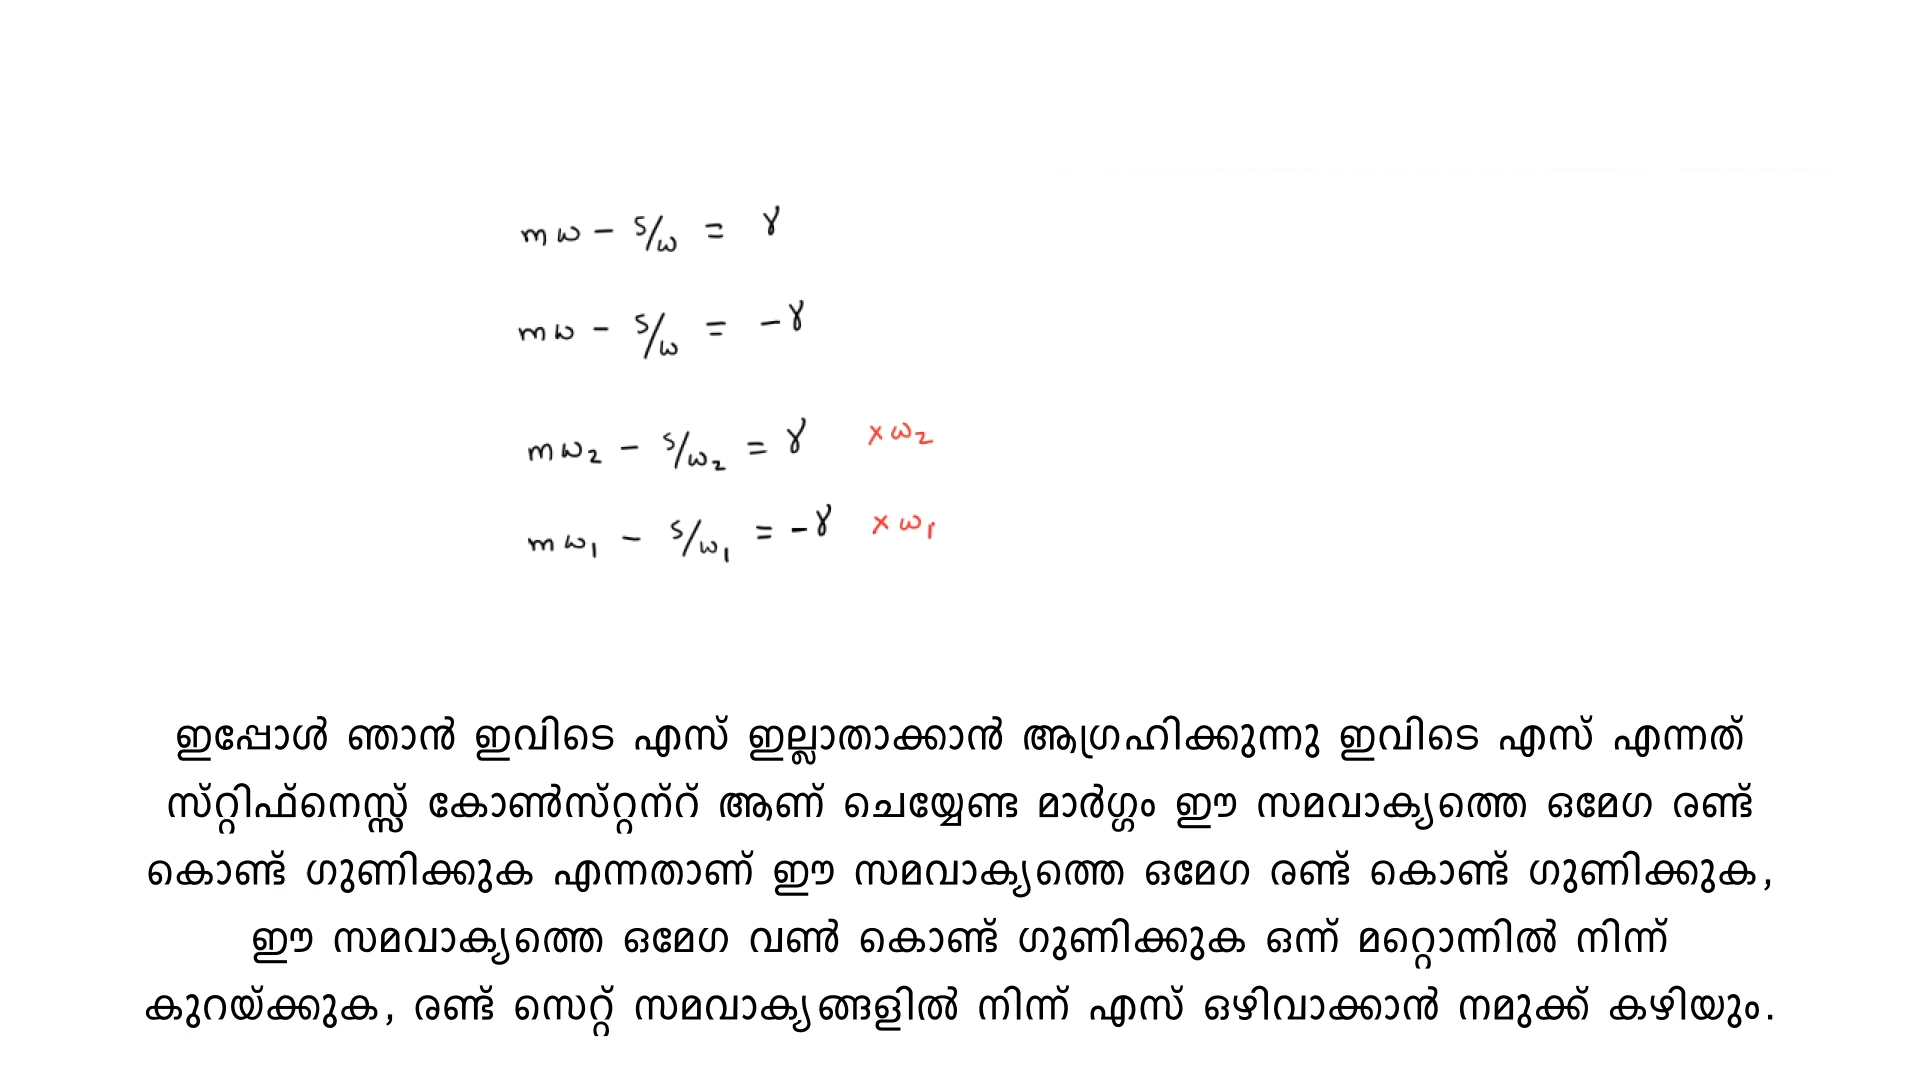 mω - s/ω = γ
mω - s/ω = -γ
mω₂ - s/ω₂ = γ × ω₂
mω₁ - s/ω₁ = -γ × ω₁
ഇപ്പോൾ ഞാൻ ഇവിടെ എസ് ഇല്ലാതാക്കാൻ ആഗ്രഹിക്കുന്നു ഇവിടെ എസ് എന്നത്
സ്റ്റിഫ്നെസ്സ് കോൺസ്റ്റന്റ് ആണ് ചെയ്യേണ്ട മാർഗ്ഗം ഈ സമവാക്യത്തെ ഒമേഗ രണ്ട്
കൊണ്ട് ഗുണിക്കുക എന്നതാണ് ഈ സമവാക്യത്തെ ഒമേഗ രണ്ട് കൊണ്ട് ഗുണിക്കുക,
ഈ സമവാക്യത്തെ ഒമേഗ വൺ കൊണ്ട് ഗുണിക്കുക ഒന്ന് മറ്റൊന്നിൽ നിന്ന്
കുറയ്ക്കുക, രണ്ട് സെറ്റ് സമവാക്യങ്ങളിൽ നിന്ന് എസ് ഒഴിവാക്കാൻ നമുക്ക് കഴിയും.